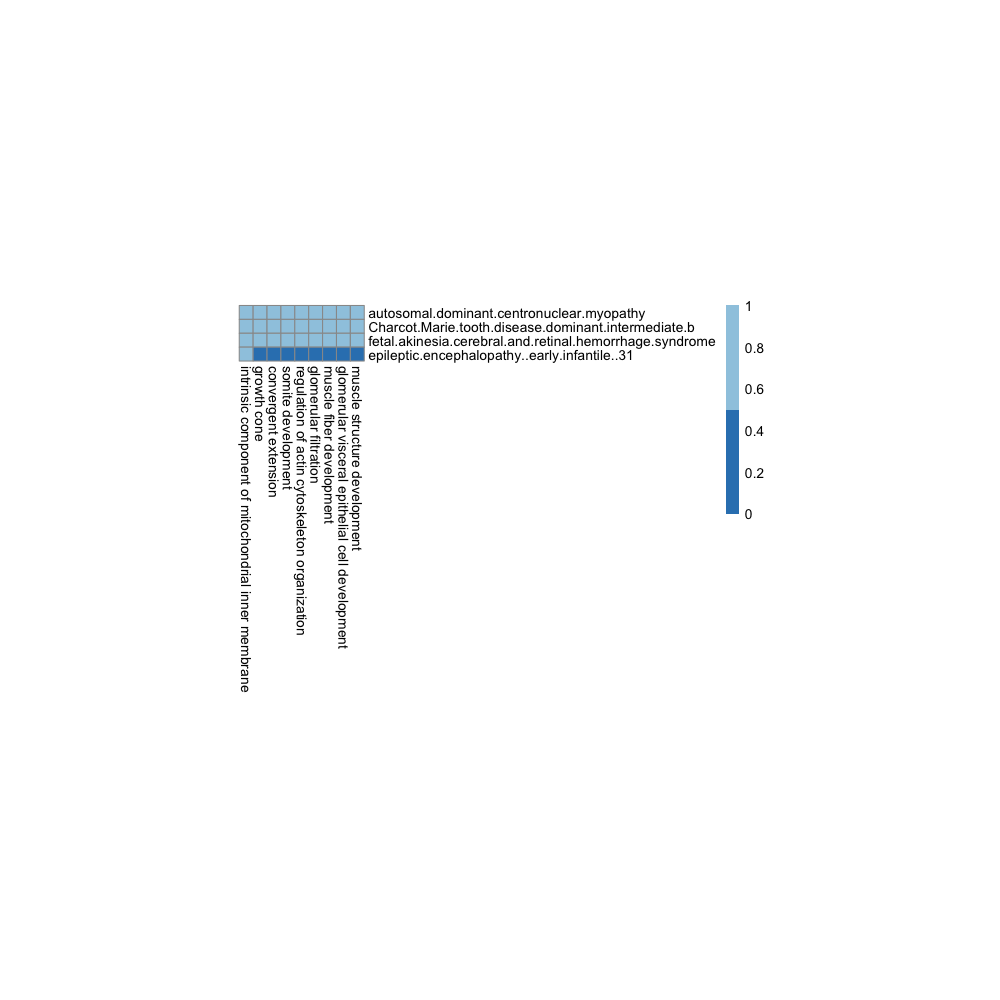 autosomal.dominant.centronuclear.myopathy
Charcot.Marie.tooth.disease.dominant.intermediate.b
fetal.akinesia.cerebral.and.retinal.hemorrhage.syndrome
epileptic.encephalopathy..early.infantile..31
intrinsic component of mitochondrial inner membrane
growth cone
convergent extension
somite development
regulation of actin cytoskeleton organization
glomerular filtration
muscle fiber development
glomerular visceral epithelial cell development
muscle structure development
1
0.8
0.6
0.4
0.2
0